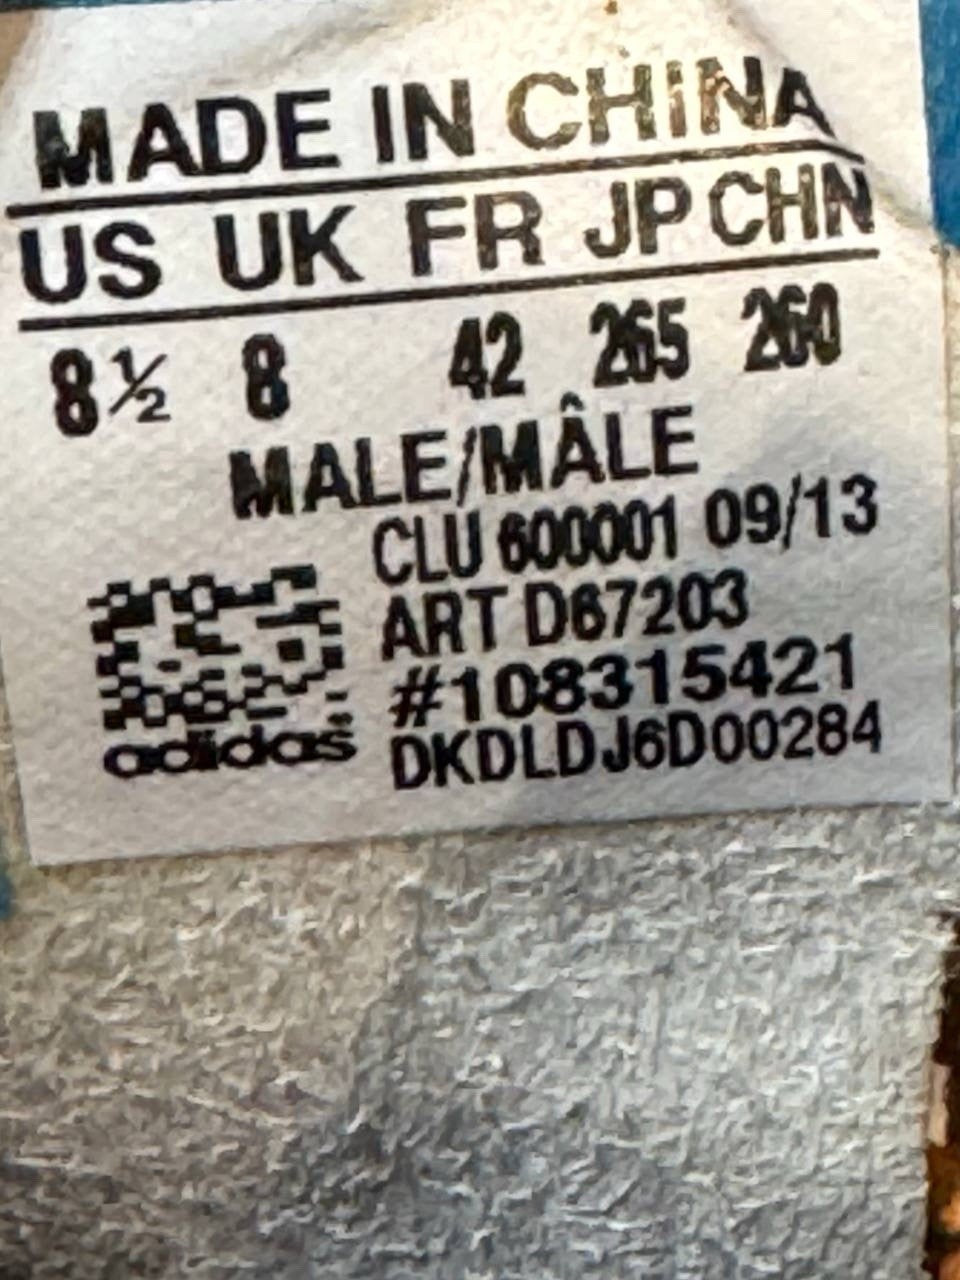 MADE IN CHINA
US UK FR JP CHN
8½ 8 42 265 260
MALE/MÂLE
CLU 600001 09/13
ART D67203
#108315421
DKDLDJ6D00284
adidas